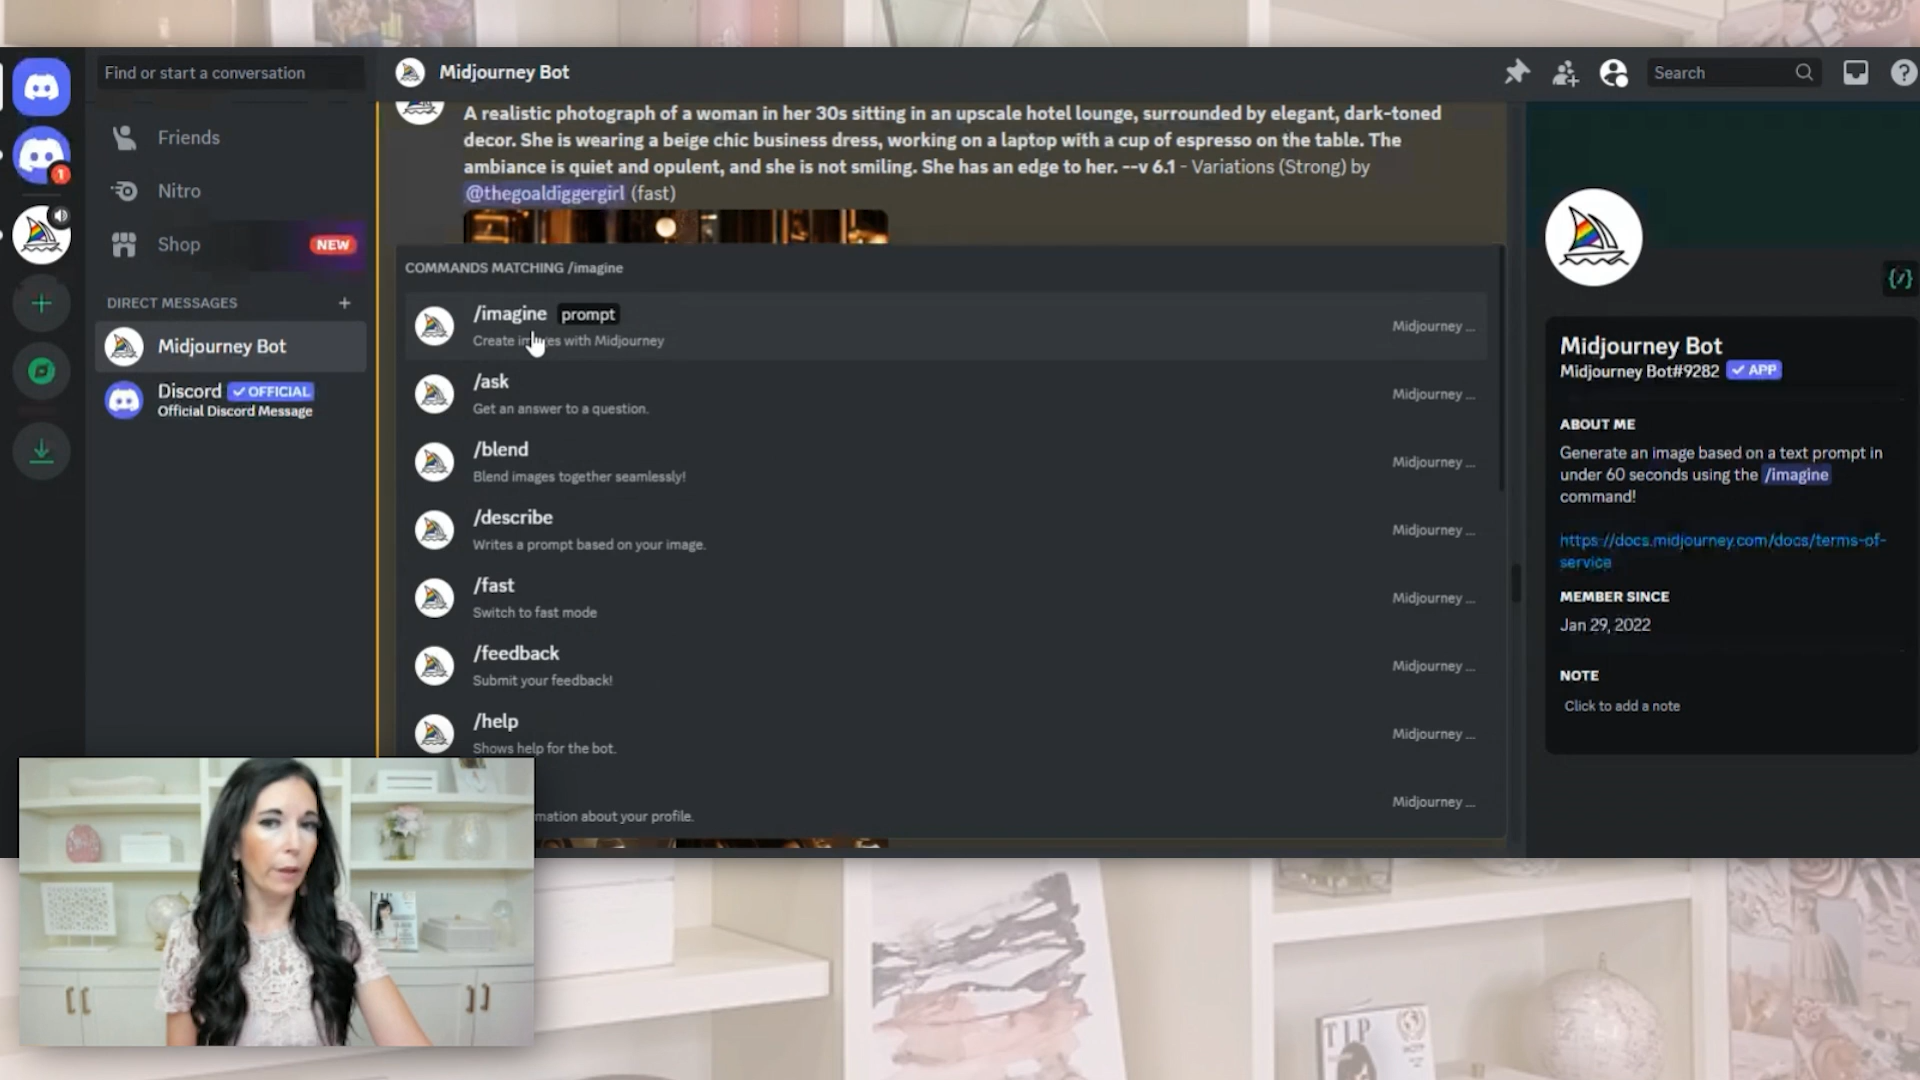 Find or start a conversation
Midjourney Bot
Search
?
Friends
Nitro
Shop
NEW
DIRECT MESSAGES +
Midjourney Bot
Discord ✓ OFFICIAL
Official Discord Message
1
A realistic photograph of a woman in her 30s sitting in an upscale hotel lounge, surrounded by elegant, dark-toned
decor. She is wearing a beige chic business dress, working on a laptop with a cup of espresso on the table. The
ambiance is quiet and opulent, and she is not smiling. She has an edge to her. --v 6.1 - Variations (Strong) by
@thegoaldiggergirl (fast)
COMMANDS MATCHING /imagine
/imagine prompt
Create images with Midjourney
Midjourney ...
/ask
Get an answer to a question.
Midjourney ...
/blend
Blend images together seamlessly!
Midjourney ...
/describe
Writes a prompt based on your image.
Midjourney ...
/fast
Switch to fast mode
Midjourney ...
/feedback
Submit your feedback!
Midjourney ...
/help
Shows help for the bot.
Midjourney ...
mation about your profile.
Midjourney ...
Midjourney Bot
Midjourney Bot#9282 ✓ APP
ABOUT ME
Generate an image based on a text prompt in
under 60 seconds using the /imagine
command!
https://docs.midjourney.com/docs/terms-of-
service
MEMBER SINCE
Jan 29, 2022
NOTE
Click to add a note